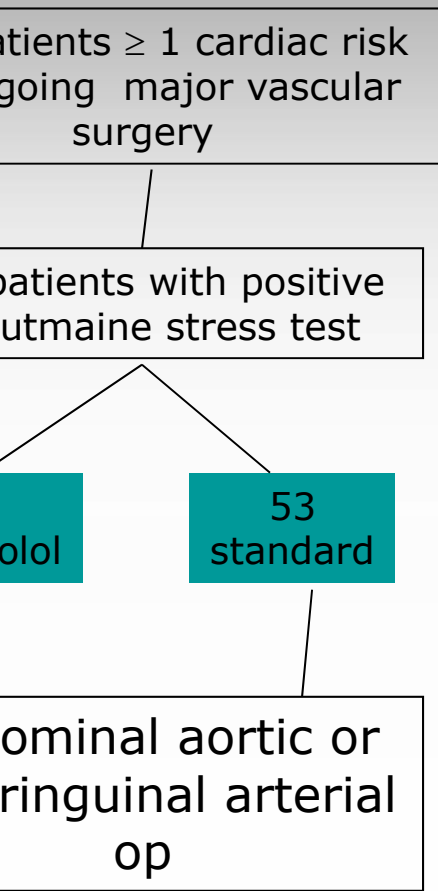 atients ≥ 1 cardiac risk
going major vascular
surgery
patients with positive
utmaine stress test
53
olol
standard
ominal aortic or
ringuinal arterial
op